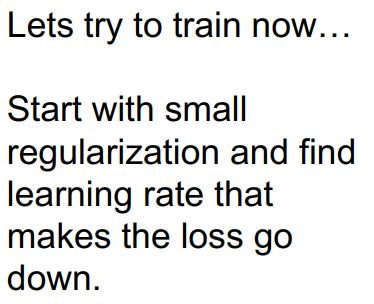 Lets try to train now…
Start with small
regularization and find
learning rate that
makes the loss go
down.